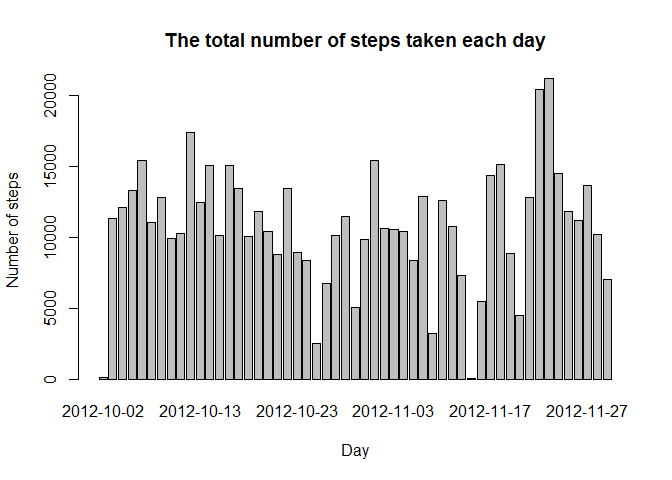 The total number of steps taken each day
Number of steps
20000
15000
10000
5000
0
2012-10-02 2012-10-13 2012-10-23 2012-11-03 2012-11-17 2012-11-27
Day